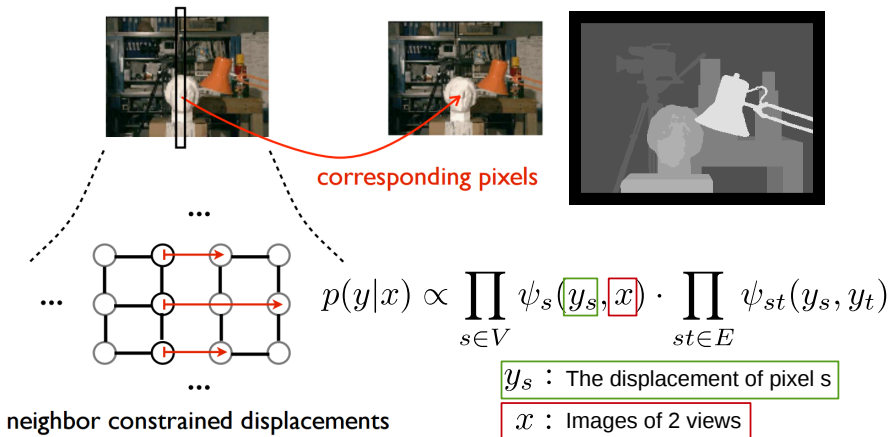 corresponding pixels
...
...
p(y|x) ∝ ∏_{s∈V} ψ_s(y_s, x) · ∏_{st∈E} ψ_{st}(y_s, y_t)
...
y_s : The displacement of pixel s
neighbor constrained displacements
x : Images of 2 views